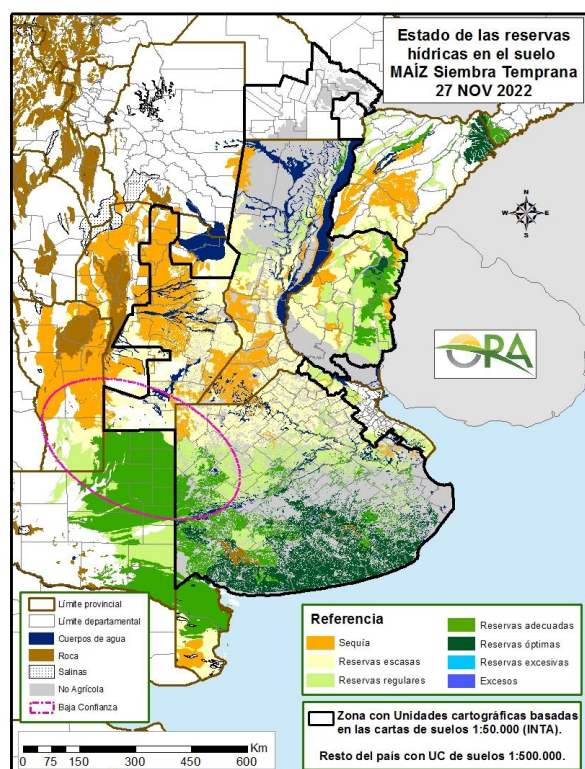 Estado de las reservas
hídricas en el suelo
MAÍZ Siembra Temprana
27 NOV 2022
N
W E
S
ORA
Límite provincial
Límite departamental
Cuerpos de agua
Roca
Salinas
No Agrícola
Baja Confianza
Referencia
Sequía
Reservas escasas
Reservas regulares
Reservas adecuadas
Reservas óptimas
Reservas excesivas
Excesos
Zona con Unidades cartográficas basadas
en las cartas de suelos 1:50.000 (INTA).
Resto del país con UC de suelos 1:500.000.
0 75 150 300 450 600 Km